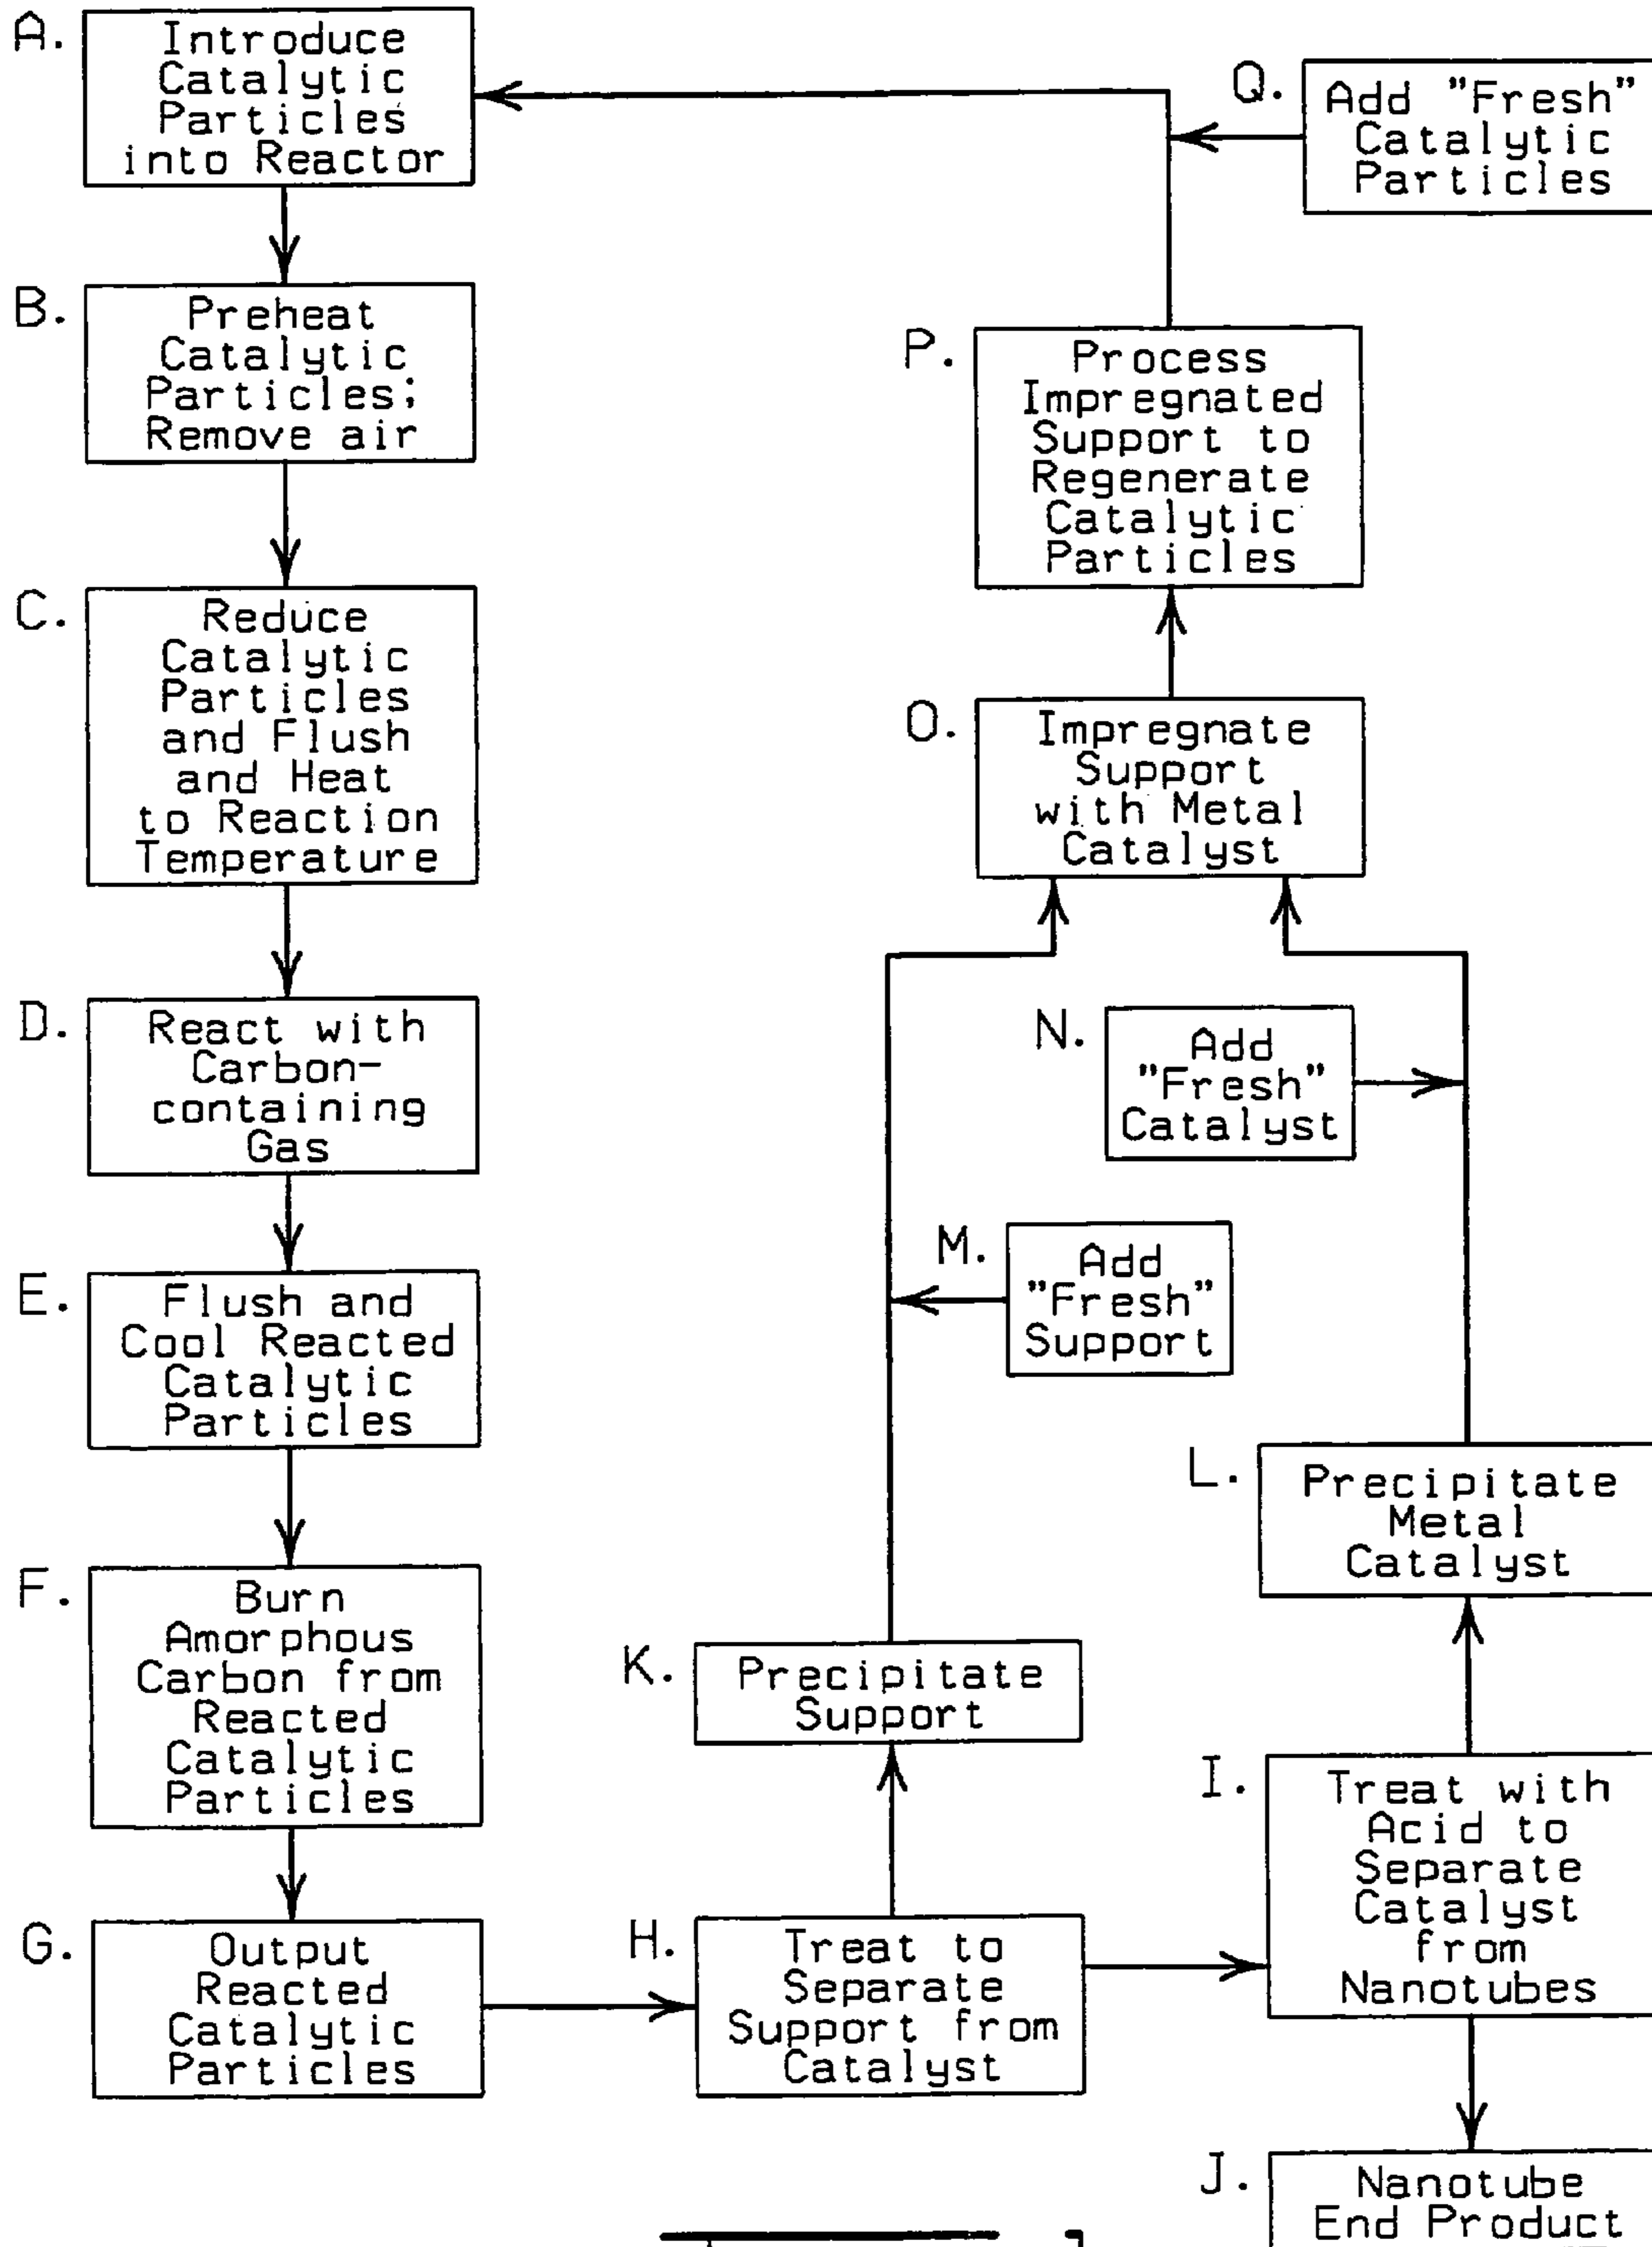 A.
Introduce
Catalytic
Particles
into Reactor
B.
Preheat
Catalytic
Particles;
Remove air
C.
Reduce
Catalytic
Particles
and Flush
and Heat
to Reaction
Temperature
D.
React with
Carbon-
containing
Gas
E.
Flush and
Cool Reacted
Catalytic
Particles
F.
Burn
Amorphous
Carbon from
Reacted
Catalytic
Particles
G.
Output
Reacted
Catalytic
Particles
H.
Treat to
Separate
Support from
Catalyst
I.
Treat with
Acid to
Separate
Catalyst
from
Nanotubes
J.
Nanotube
End Product
K.
Precipitate
Support
L.
Precipitate
Metal
Catalyst
M.
Add
"Fresh"
Support
N.
Add
"Fresh"
Catalyst
O.
Impregnate
Support
with Metal
Catalyst
P.
Process
Impregnated
Support to
Regenerate
Catalytic
Particles
Q.
Add "Fresh"
Catalytic
Particles